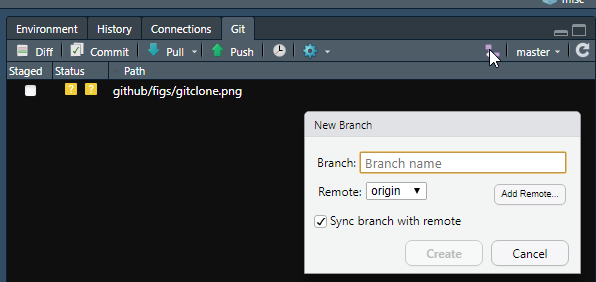 misc
Environment History Connections Git
Diff Commit Pull Push master
Staged Status Path
? ? github/figs/gitclone.png
New Branch
Branch: Branch name
Remote: origin Add Remote...
Sync branch with remote
Create Cancel